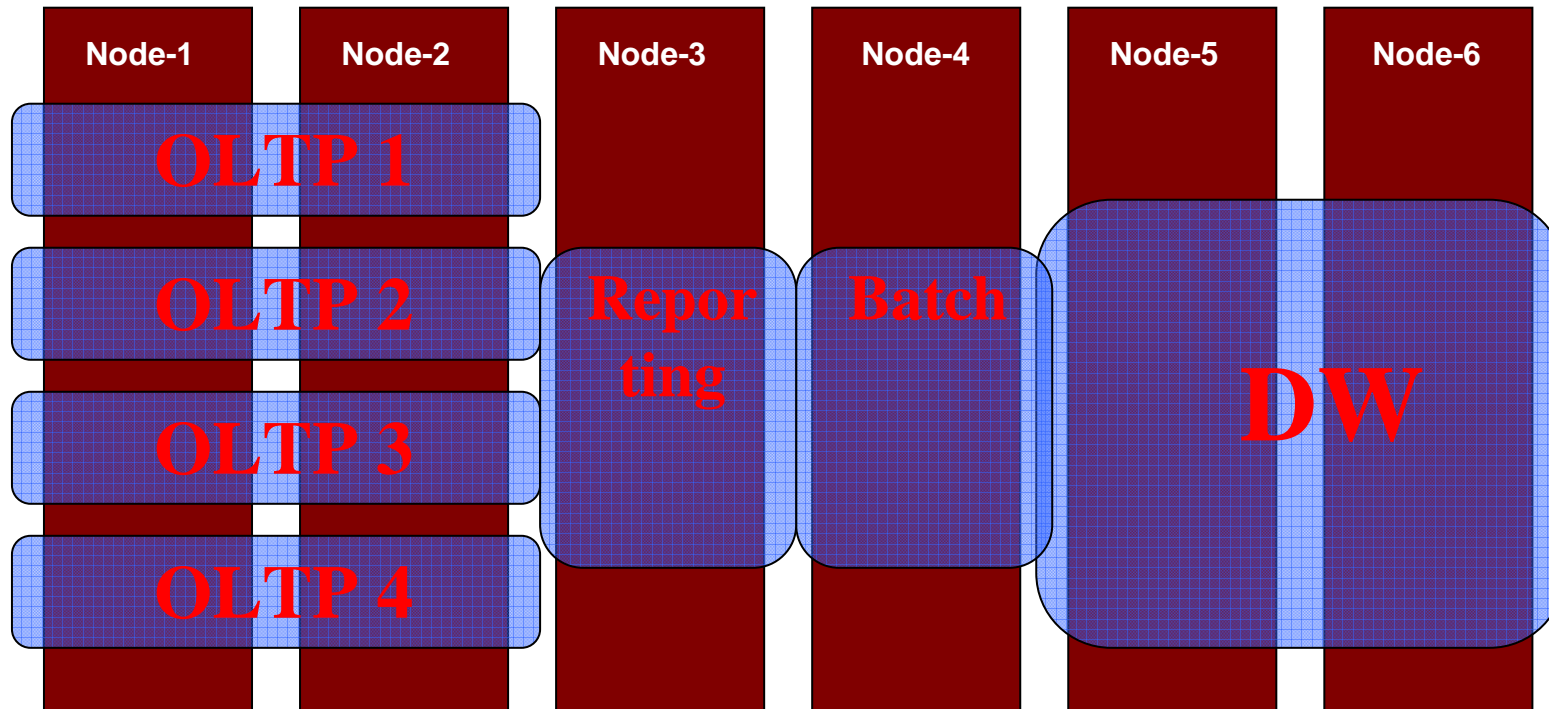 Node-1
Node-2
Node-3
Node-4
Node-5
Node-6
OLTP 1
OLTP 2
OLTP 3
OLTP 4
Repor
ting
Batch
DW